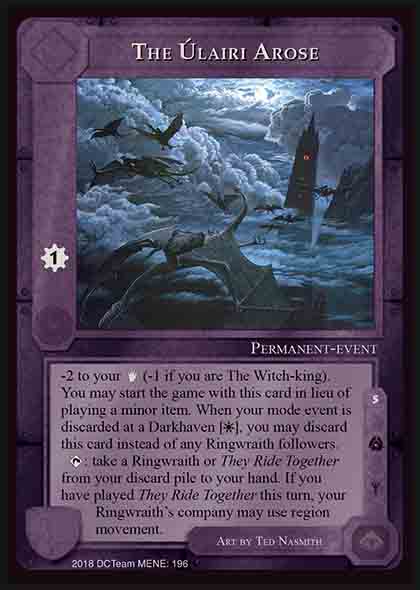 The Úlairi Arose
1
Permanent-event
-2 to your (-1 if you are The Witch-king).
You may start the game with this card in lieu of
playing a minor item. When your mode event is
discarded at a Darkhaven [], you may discard
this card instead of any Ringwraith followers.
: take a Ringwraith or They Ride Together
from your discard pile to your hand. If you
have played They Ride Together this turn, your
Ringwraith's company may use region
movement.
S
Art by Ted Nasmith
2018 DCTeam MENE: 196